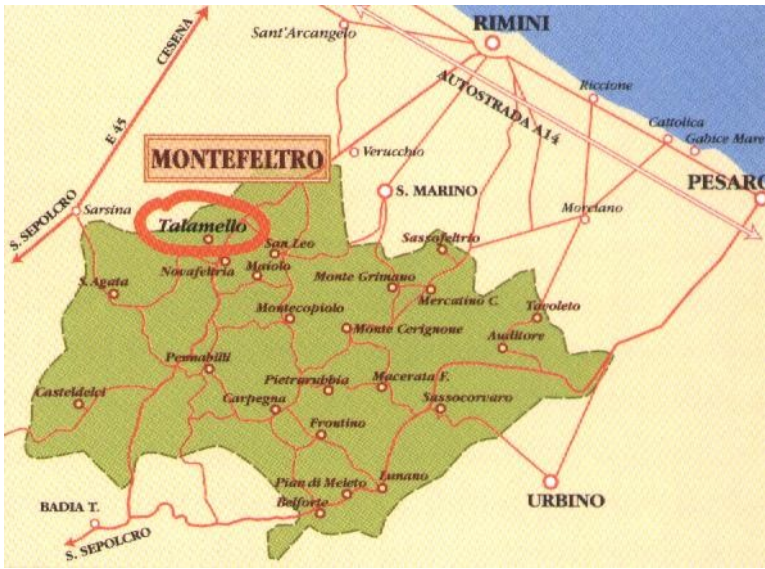 RIMINI
Sant'Arcangelo
CESENA
AUTOSTRADA A14
Riccione
E 45
Cattolica
Gabice Mare
MONTEFELTRO
Verucchio
S. MARINO
PESARO
S. SEPOLCRO
Sarsina
Morciano
Talamello
San Leo
Sassofeltrio
Novafeltria
Maiolo
S. Agata
Monte Grimano
Mercatino C.
Montecopiolo
Tavoleto
Monte Cerignone
Auditore
Pennabilli
Casteldelci
Pietrarubbia
Macerata F.
Carpegna
Sassocorvaro
Frontino
Pian di Meleto
Lunano
Belforte
URBINO
BADIA T.
S. SEPOLCRO